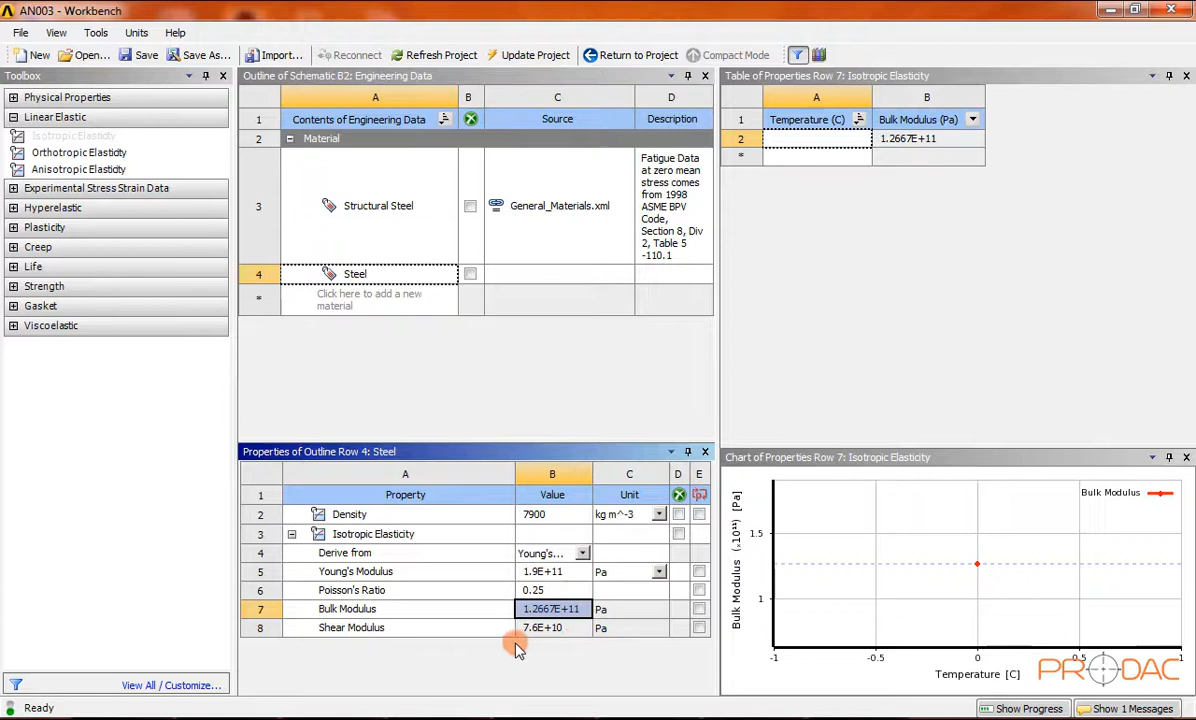 AN003 - Workbench
File View Tools Units Help
New Open... Save Save As... Import... Reconnect Refresh Project Update Project Return to Project Compact Mode
Toolbox
Physical Properties
Linear Elastic
Isotropic Elasticity
Orthotropic Elasticity
Anisotropic Elasticity
Experimental Stress Strain Data
Hyperelastic
Plasticity
Creep
Life
Strength
Gasket
Viscoelastic
View All / Customize...
Outline of Schematic B2: Engineering Data
A B C D
1 Contents of Engineering Data Source Description
2 Material
3 Structural Steel General_Materials.xml
Fatigue Data
at zero mean
stress comes
from 1998
ASME BPV
Code,
Section 8, Div
2, Table 5
-110.1
4 Steel
* Click here to add a new
material
Properties of Outline Row 4: Steel
A B C D E
1 Property Value Unit
2 Density 7900 kg m^-3
3 Isotropic Elasticity
4 Derive from Young's...
5 Young's Modulus 1.9E+11 Pa
6 Poisson's Ratio 0.25
7 Bulk Modulus 1.2667E+11 Pa
8 Shear Modulus 7.6E+10 Pa
Table of Properties Row 7: Isotropic Elasticity
A B
1 Temperature (C) Bulk Modulus (Pa)
2 1.2667E+11
*
Chart of Properties Row 7: Isotropic Elasticity
Bulk Modulus
Bulk Modulus (.10¹¹) [Pa]
1.5
1
-1 -0.5 0 0.5 1
Temperature [C]
PRODAC
Ready
Show Progress Show 1 Messages